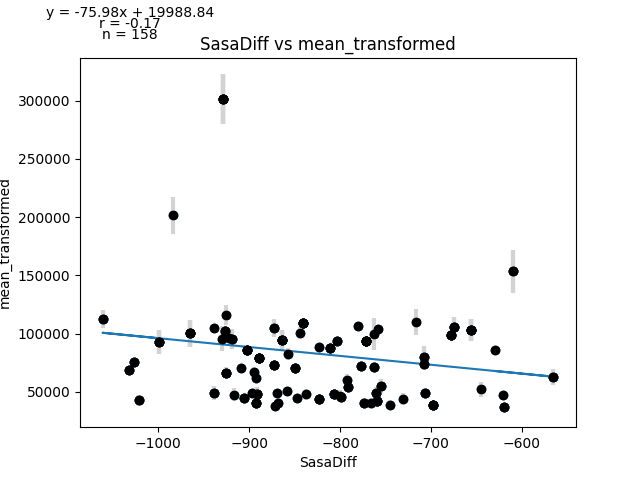 y = -75.98x + 19988.84
r = -0.17
n = 158
SasaDiff vs mean_transformed
300000
250000
200000
150000
100000
50000
mean_transformed
−1000
−900
−800
−700
−600
SasaDiff